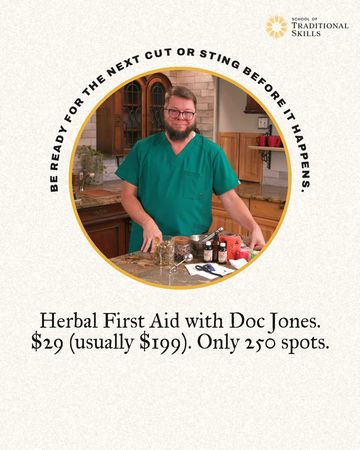 SCHOOL OF
TRADITIONAL
SKILLS
BE READY FOR THE NEXT CUT OR STING BEFORE IT HAPPENS.
Herbal First Aid with Doc Jones.
$29 (usually $199). Only 250 spots.